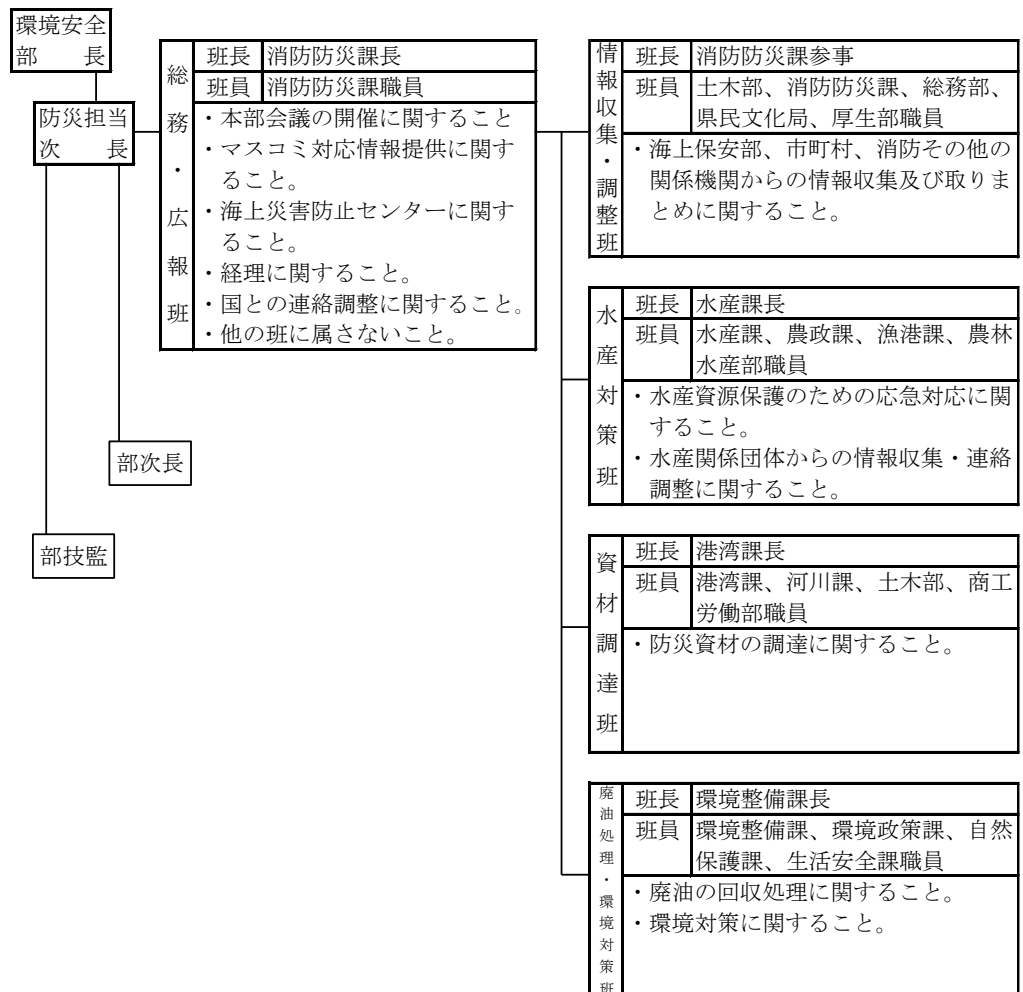 環境安全
部　長
防災担当
次　長
部次長
部技監
総務・広報班
班長 消防防災課長
班員 消防防災課職員
・本部会議の開催に関すること
・マスコミ対応情報提供に関す
ること。
・海上災害防止センターに関す
ること。
・経理に関すること。
・国との連絡調整に関すること。
・他の班に属さないこと。
情報収集・調整班
班長 消防防災課参事
班員 土木部、消防防災課、総務部、
県民文化局、厚生部職員
・海上保安部、市町村、消防その他の
関係機関からの情報収集及び取りま
とめに関すること。
水産対策班
班長 水産課長
班員 水産課、農政課、漁港課、農林
水産部職員
・水産資源保護のための応急対応に関
すること。
・水産関係団体からの情報収集・連絡
調整に関すること。
資材調達班
班長 港湾課長
班員 港湾課、河川課、土木部、商工
労働部職員
・防災資材の調達に関すること。
廃油処理・環境対策班
班長 環境整備課長
班員 環境整備課、環境政策課、自然
保護課、生活安全課職員
・廃油の回収処理に関すること。
・環境対策に関すること。